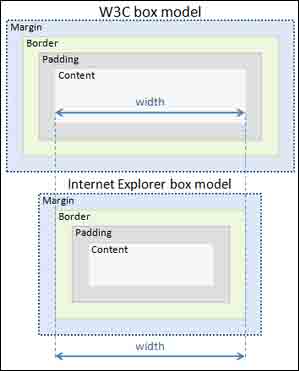 W3C box model
Margin
Border
Padding
Content
width
Internet Explorer box model
Margin
Border
Padding
Content
width